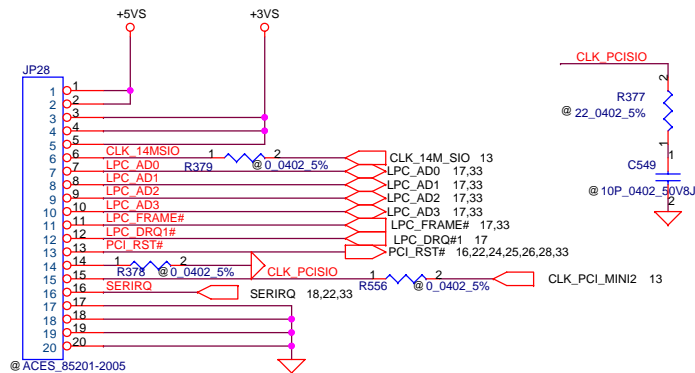 +5VS
+3VS
JP28
1 1
2 2
3 3
4 4
5 5
6 6 CLK_14MSIO 1 R379 2 @ 0_0402_5% CLK_14M_SIO 13
7 7 LPC_AD0 LPC_AD0 17,33
8 8 LPC_AD1 LPC_AD1 17,33
9 9 LPC_AD2 LPC_AD2 17,33
10 10 LPC_AD3 LPC_AD3 17,33
11 11 LPC_FRAME# LPC_FRAME# 17,33
12 12 LPC_DRQ1# LPC_DRQ#1 17
13 13 PCI_RST# PCI_RST# 16,22,24,25,26,28,33
14 14 1 R378 2 @ 0_0402_5%
15 15 CLK_PCISIO 1 R556 2 @ 0_0402_5% CLK_PCI_MINI2 13
16 16 SERIRQ SERIRQ 18,22,33
17 17
18 18
19 19
20 20
@ ACES_85201-2005
CLK_PCISIO
2
R377
@ 22_0402_5%
1
1
C549
@ 10P_0402_50V8J
2